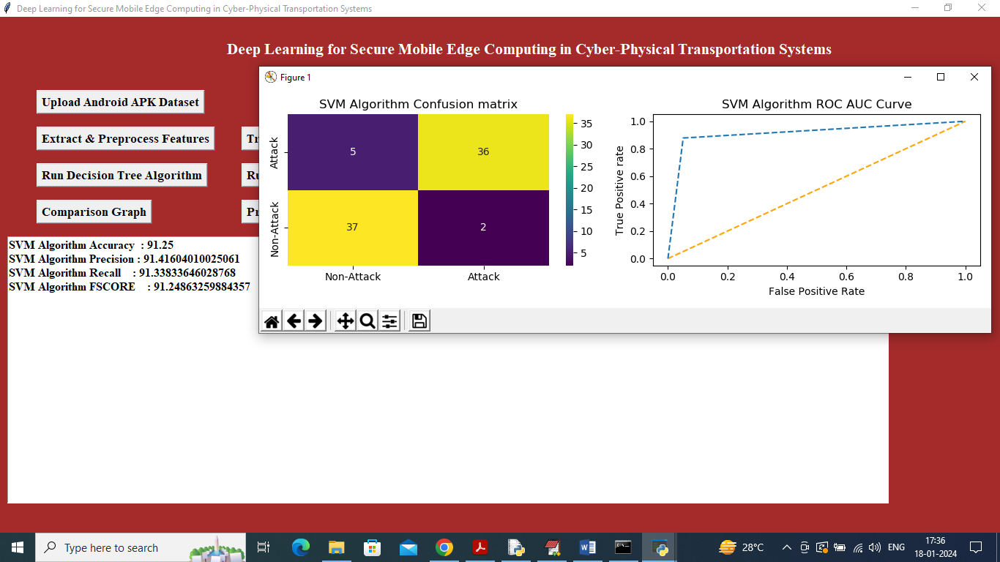 Deep Learning for Secure Mobile Edge Computing in Cyber-Physical Transportation Systems
Deep Learning for Secure Mobile Edge Computing in Cyber-Physical Transportation Systems
Upload Android APK Dataset
Extract & Preprocess Features
Run Decision Tree Algorithm
Comparison Graph
SVM Algorithm Accuracy : 91.25
SVM Algorithm Precision : 91.41604010025061
SVM Algorithm Recall : 91.33833646028768
SVM Algorithm FSCORE : 91.24863259884357
Figure 1
SVM Algorithm Confusion matrix
Attack
Non-Attack
5 36
37 2
Non-Attack Attack
35
30
25
20
15
10
5
SVM Algorithm ROC AUC Curve
True Positive rate
1.0
0.8
0.6
0.4
0.2
0.0
0.0 0.2 0.4 0.6 0.8 1.0
False Positive Rate
Type here to search
28°C
ENG
17:36
18-01-2024